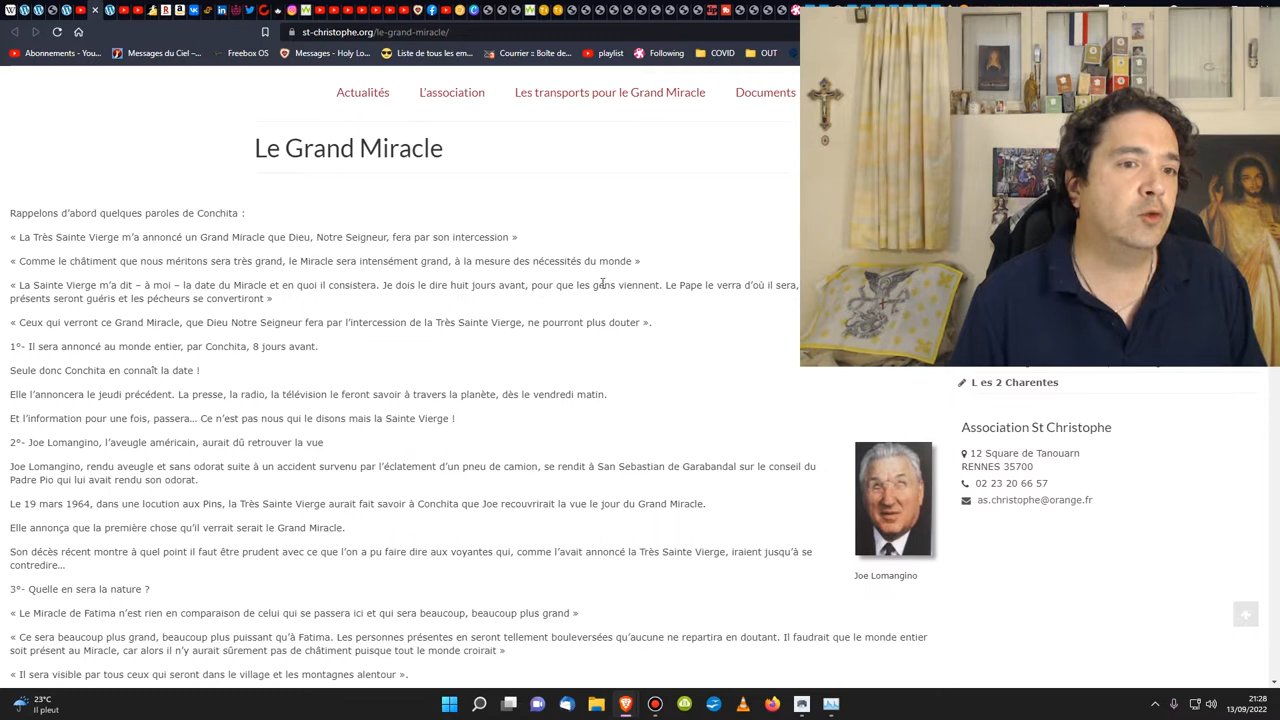 st-christophe.org/le-grand-miracle/
Abonnements - You...
Messages du Ciel –...
Freebox OS
Messages - Holy Lo...
Liste de tous les em...
Courrier :: Boîte de...
playlist
Following
COVID
OUT
Actualités
L'association
Les transports pour le Grand Miracle
Documents
Le Grand Miracle
Rappelons d'abord quelques paroles de Conchita :
« La Très Sainte Vierge m'a annoncé un Grand Miracle que Dieu, Notre Seigneur, fera par son intercession »
« Comme le châtiment que nous méritons sera très grand, le Miracle sera intensément grand, à la mesure des nécessités du monde »
« La Sainte Vierge m'a dit – à moi – la date du Miracle et en quoi il consistera. Je dois le dire huit jours avant, pour que les gens viennent. Le Pape le verra d'où il sera,
présents seront guéris et les pécheurs se convertiront »
« Ceux qui verront ce Grand Miracle, que Dieu Notre Seigneur fera par l'intercession de la Très Sainte Vierge, ne pourront plus douter ».
1°- Il sera annoncé au monde entier, par Conchita, 8 jours avant.
Seule donc Conchita en connaît la date !
Elle l'annoncera le jeudi précédent. La presse, la radio, la télévision le feront savoir à travers la planète, dès le vendredi matin.
Et l'information pour une fois, passera... Ce n'est pas nous qui le disons mais la Sainte Vierge !
2°- Joe Lomangino, l'aveugle américain, aurait dû retrouver la vue
Joe Lomangino, rendu aveugle et sans odorat suite à un accident survenu par l'éclatement d'un pneu de camion, se rendit à San Sebastian de Garabandal sur le conseil du
Padre Pio qui lui avait rendu son odorat.
Le 19 mars 1964, dans une locution aux Pins, la Très Sainte Vierge aurait fait savoir à Conchita que Joe recouvrirait la vue le jour du Grand Miracle.
Elle annonça que la première chose qu'il verrait serait le Grand Miracle.
Son décès récent montre à quel point il faut être prudent avec ce que l'on a pu faire dire aux voyantes qui, comme l'avait annoncé la Très Sainte Vierge, iraient jusqu'à se
contredire...
3°- Quelle en sera la nature ?
« Le Miracle de Fatima n'est rien en comparaison de celui qui se passera ici et qui sera beaucoup, beaucoup plus grand »
« Ce sera beaucoup plus grand, beaucoup plus puissant qu'à Fatima. Les personnes présentes en seront tellement bouleversées qu'aucune ne repartira en doutant. Il faudrait que le monde entier
soit présent au Miracle, car alors il n'y aurait sûrement pas de châtiment puisque tout le monde croirait »
« Il sera visible par tous ceux qui seront dans le village et les montagnes alentour ».
Joe Lomangino
L es 2 Charentes
Association St Christophe
12 Square de Tanouarn
RENNES 35700
02 23 20 66 57
as.christophe@orange.fr
23°C
Il pleut
21:28
13/09/2022